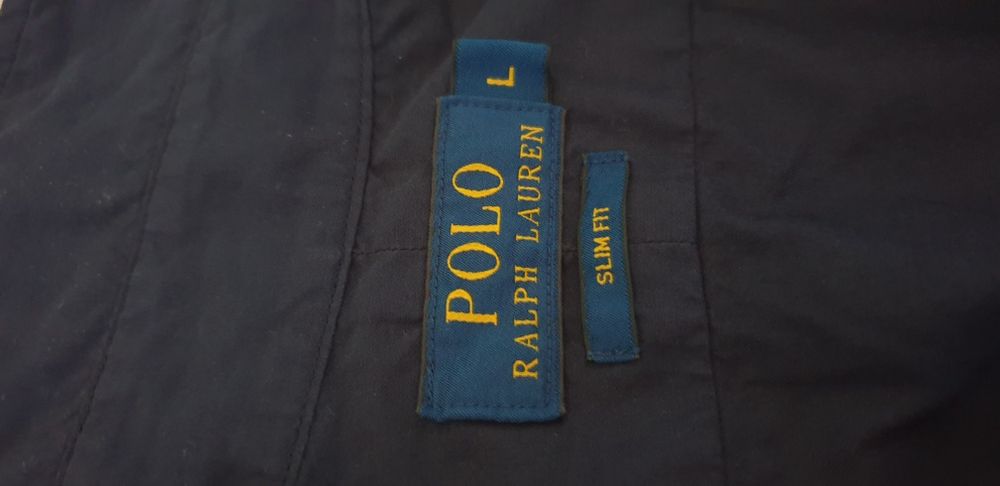 POLO
RALPH LAUREN
L
SLIM FIT